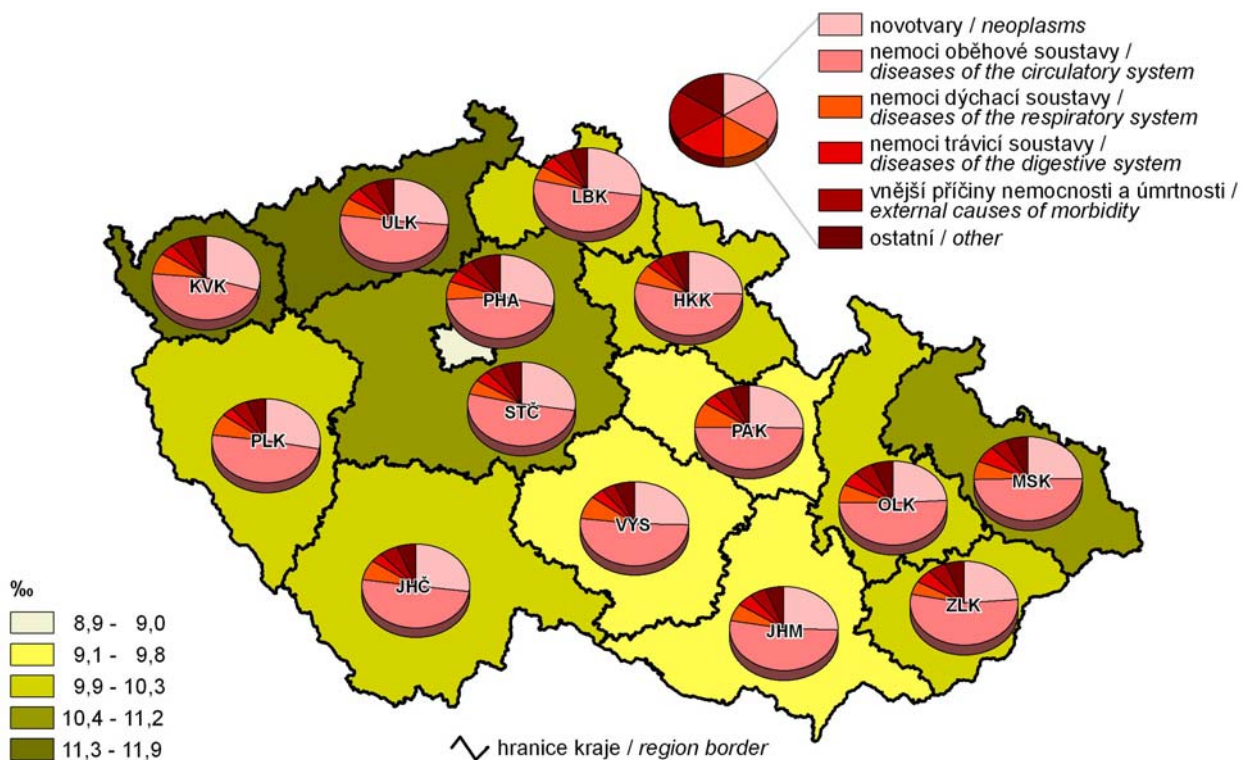 novotvary / neoplasms
nemoci oběhové soustavy /
diseases of the circulatory system
nemoci dýchací soustavy /
diseases of the respiratory system
nemoci trávicí soustavy /
diseases of the digestive system
vnější příčiny nemocnosti a úmrtnosti /
external causes of morbidity
ostatní / other
LBK
ULK
KVK
PHA
HKK
STČ
PLK
PAK
MSK
OLK
VYS
JHČ
ZLK
JHM
‰
8,9 - 9,0
9,1 - 9,8
9,9 - 10,3
10,4 - 11,2
11,3 - 11,9
hranice kraje / region border